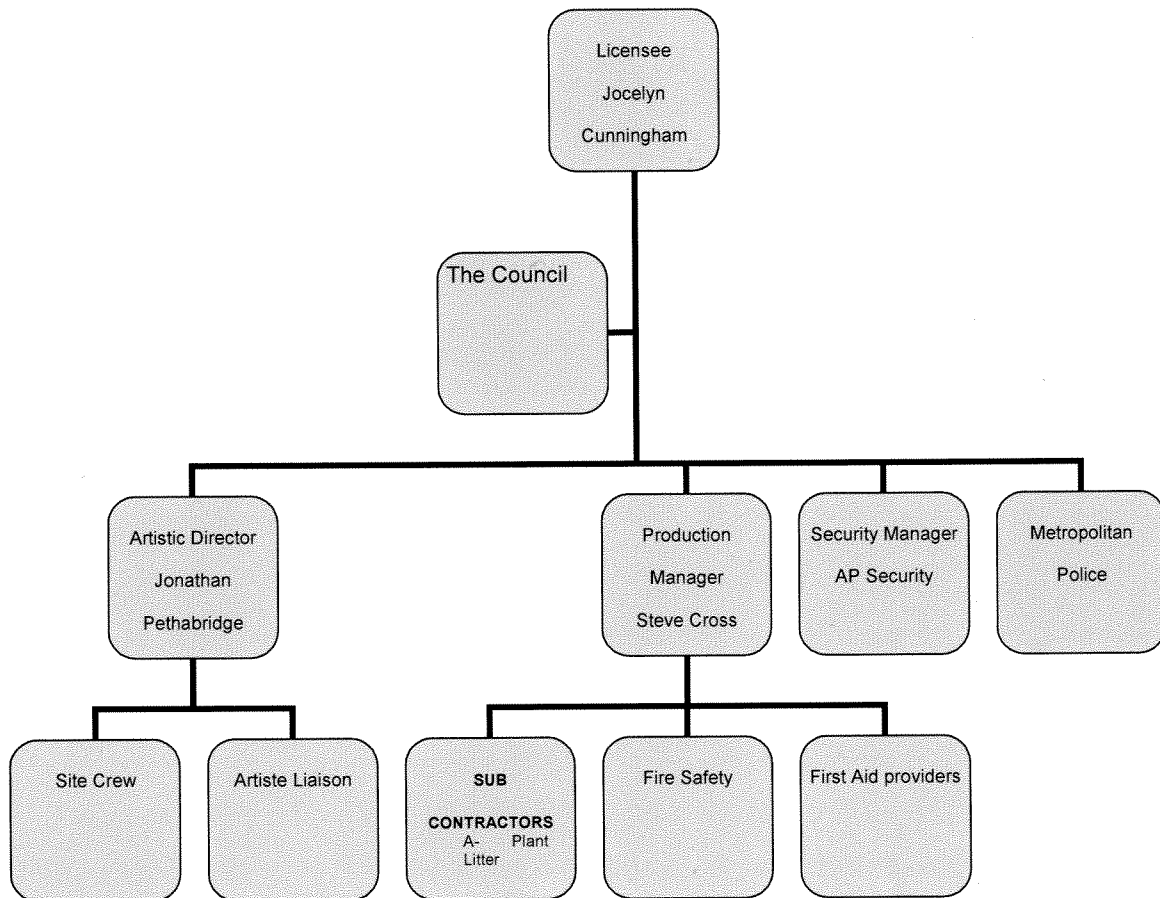 Licensee
Jocelyn
Cunningham
The Council
Artistic Director
Jonathan
Pethabridge
Production
Manager
Steve Cross
Security Manager
AP Security
Metropolitan
Police
Site Crew
Artiste Liaison
SUB
CONTRACTORS
A- Plant
Litter
Fire Safety
First Aid providers